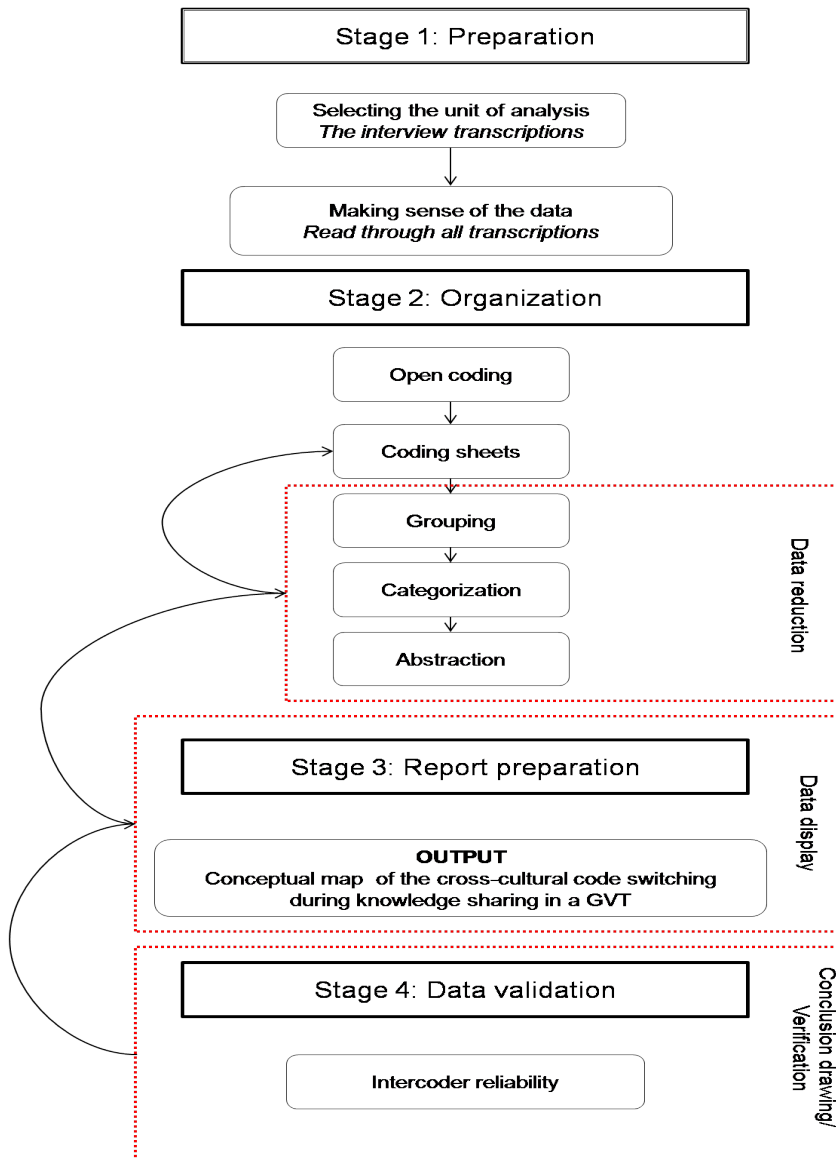 Stage 1: Preparation
Selecting the unit of analysis
The interview transcriptions
Making sense of the data
Read through all transcriptions
Stage 2: Organization
Open coding
Coding sheets
Grouping
Categorization
Abstraction
Data reduction
Stage 3: Report preparation
OUTPUT
Conceptual map of the cross-cultural code switching
during knowledge sharing in a GVT
Data display
Stage 4: Data validation
Intercoder reliability
Conclusion drawing/
Verification